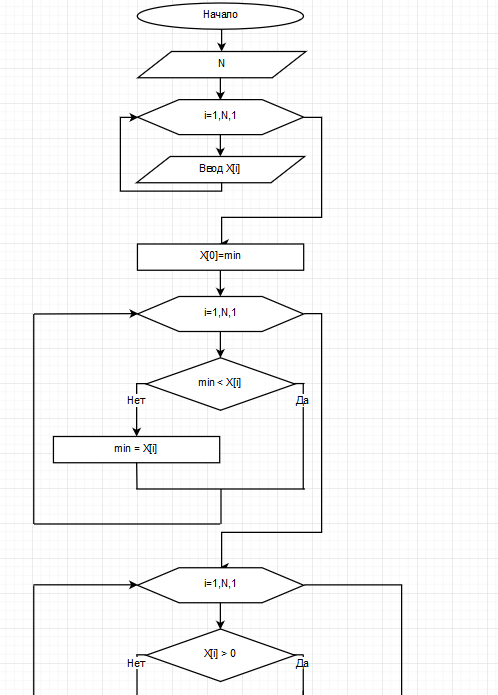 Начало
N
i=1,N,1
Ввод X[i]
X[0]=min
i=1,N,1
min < X[i]
Нет
Да
min = X[i]
i=1,N,1
X[i] > 0
Нет
Да